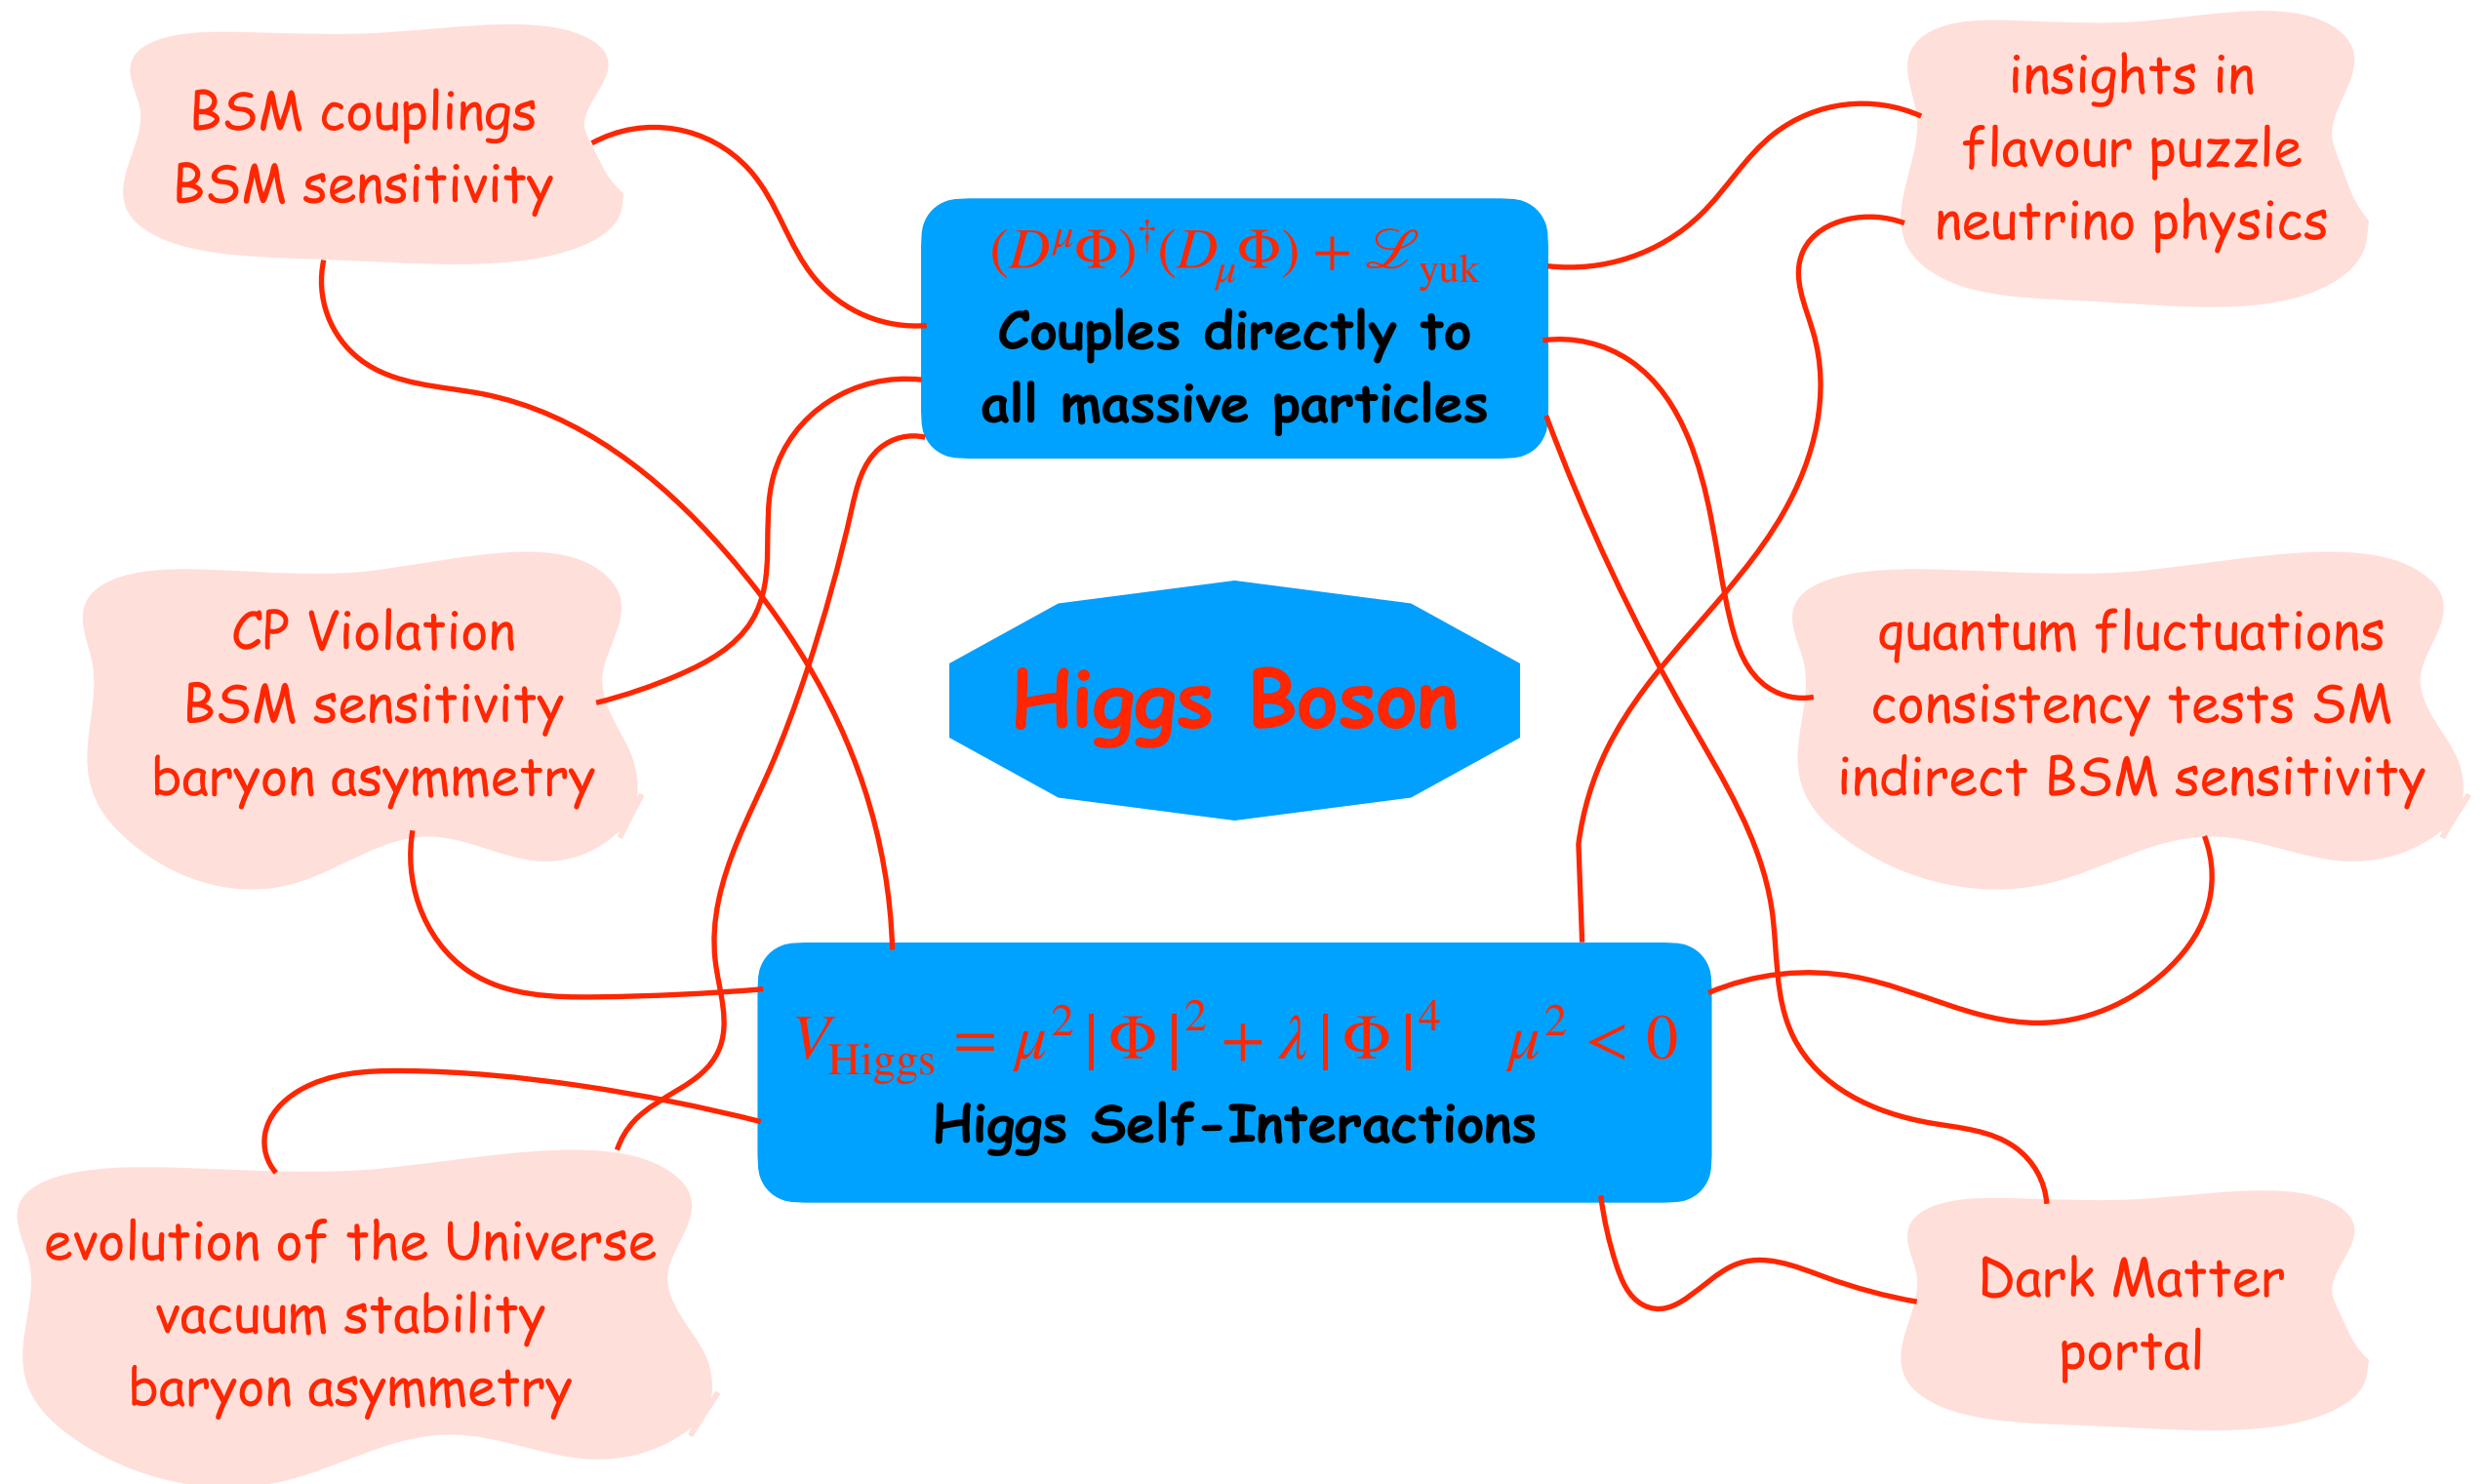 BSM couplings
BSM sensitivity
insights in
flavour puzzle
neutrino physics
(D^μΦ)^†(D_μΦ) + ℒ_yuk
Couples directly to
all massive particles
CP Violation
BSM sensitivity
baryon asymmetry
Higgs Boson
quantum fluctuations
consistency tests SM
indirect BSM sensitivity
V_Higgs = μ²|Φ|² + λ|Φ|⁴ μ² < 0
Higgs Self-Interactions
evolution of the Universe
vacuum stability
baryon asymmetry
Dark Matter
portal